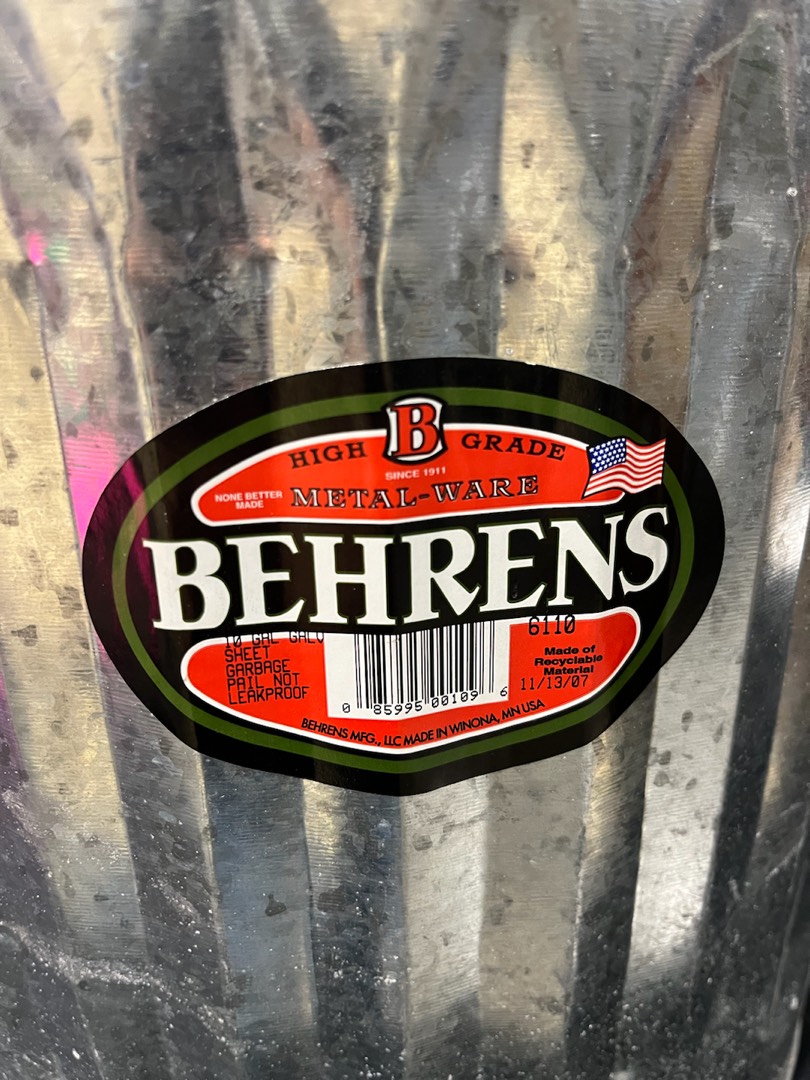 B
HIGH GRADE
SINCE 1911
NONE BETTER
MADE
METAL-WARE
BEHRENS
10 GAL GALV
SHEET
GARBAGE
PAIL NOT
LEAKPROOF
0 85995 00109 6
6110
Made of
Recyclable
Material
11/13/07
BEHRENS MFG., LLC MADE IN WINONA, MN USA